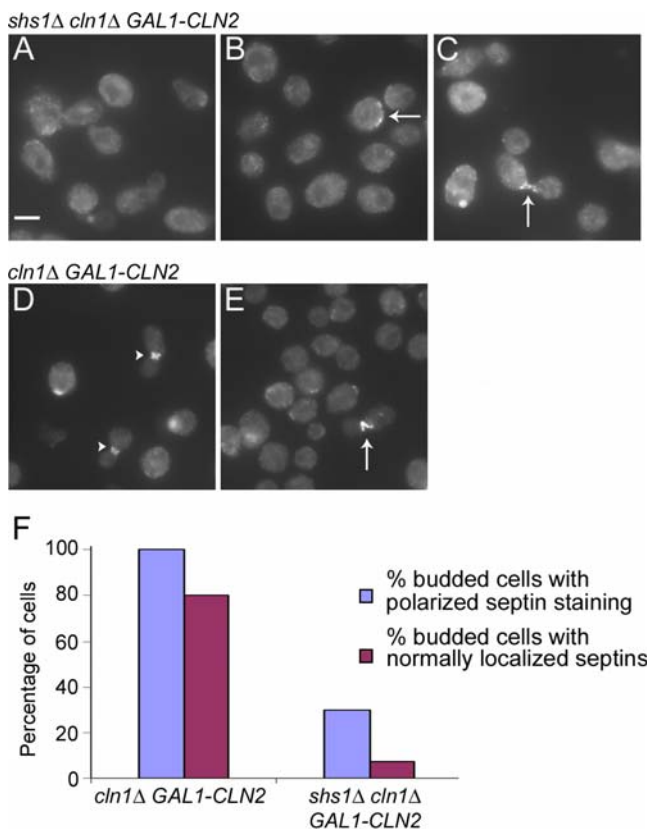 shs1Δ cln1Δ GAL1-CLN2
A
B
C
cln1Δ GAL1-CLN2
D
E
F
100
80
60
40
20
0
Percentage of cells
cln1Δ GAL1-CLN2
shs1Δ cln1Δ
GAL1-CLN2
% budded cells with
polarized septin staining
% budded cells with
normally localized septins